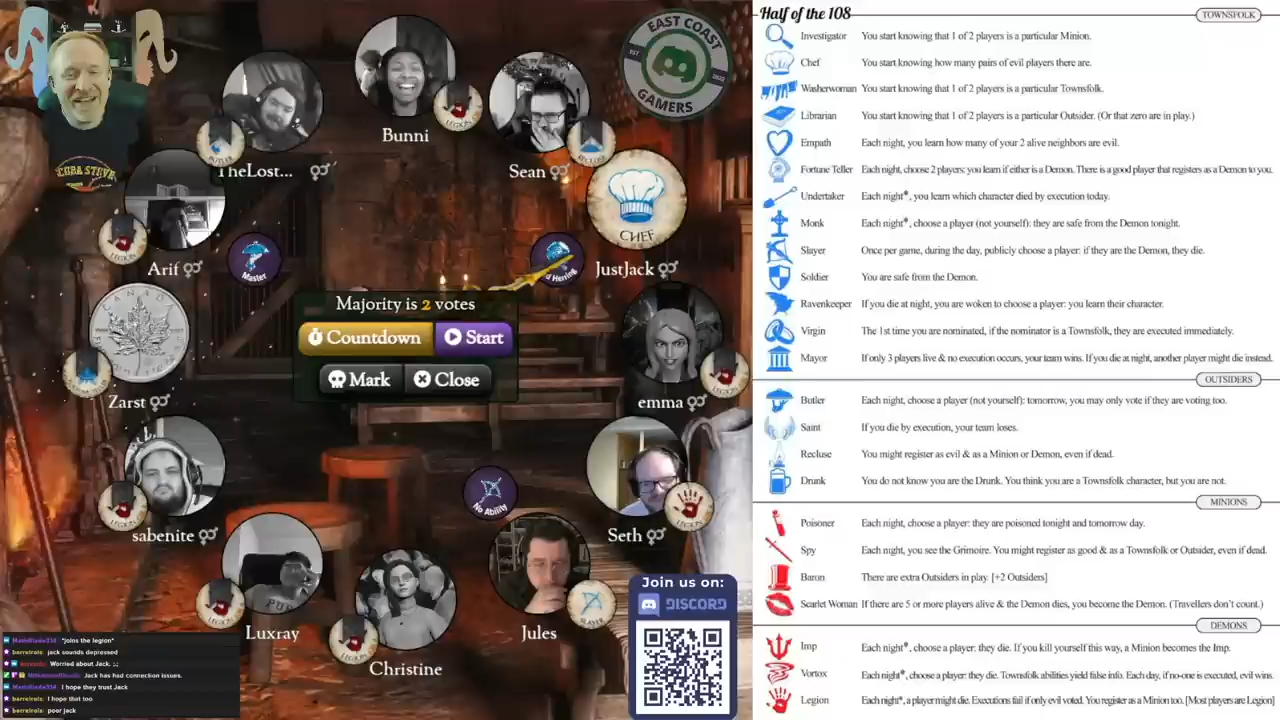 Half of the 108
TOWNSFOLK
Investigator You start knowing that 1 of 2 players is a particular Minion.
Chef You start knowing how many pairs of evil players there are.
Washerwoman You start knowing that 1 of 2 players is a particular Townsfolk.
Librarian You start knowing that 1 of 2 players is a particular Outsider. (Or that zero are in play.)
Empath Each night, you learn how many of your 2 alive neighbors are evil.
Fortune Teller Each night, choose 2 players: you learn if either is a Demon. There is a good player that registers as a Demon to you.
Undertaker Each night*, you learn which character died by execution today.
Monk Each night*, choose a player (not yourself): they are safe from the Demon tonight.
Slayer Once per game, during the day, publicly choose a player: if they are the Demon, they die.
Soldier You are safe from the Demon.
Ravenkeeper If you die at night, you are woken to choose a player: you learn their character.
Virgin The 1st time you are nominated, if the nominator is a Townsfolk, they are executed immediately.
Mayor If only 3 players live & no execution occurs, your team wins. If you die at night, another player might die instead.
OUTSIDERS
Butler Each night, choose a player (not yourself): tomorrow, you may only vote if they are voting too.
Saint If you die by execution, your team loses.
Recluse You might register as evil & as a Minion or Demon, even if dead.
Drunk You do not know you are the Drunk. You think you are a Townsfolk character, but you are not.
MINIONS
Poisoner Each night, choose a player: they are poisoned tonight and tomorrow day.
Spy Each night, you see the Grimoire. You might register as good & as a Townsfolk or Outsider, even if dead.
Baron There are extra Outsiders in play. [+2 Outsiders]
Scarlet Woman If there are 5 or more players alive & the Demon dies, you become the Demon. (Travellers don't count.)
DEMONS
Imp Each night*, choose a player: they die. If you kill yourself this way, a Minion becomes the Imp.
Vortox Each night*, choose a player: they die. Townsfolk abilities yield false info. Each day, if no-one is executed, evil wins.
Legion Each night*, a player might die. Executions fail if only evil voted. You register as a Minion too. [Most players are Legion]
EAST COAST
EST
2022
GAMERS
Bunni
LEGION
TheLost...
BUTLER
Sean
RECLUSE
CHEF
JustJack
Herring
Arif
LEGION
Master
Majority is 2 votes
Countdown
Start
Mark
Close
Zarst
emma
LEGION
sabenite
LEGION
Seth
LEGION
No Ability
Luxray
LEGION
Christine
LEGION
Jules
SLAYER
Join us on:
DISCORD
*joins the legion*
jack sounds depressed
Worried about Jack. :,:
Jack has had connection issues.
I hope they trust Jack
barrelrolx: I hope that too
barrelrolx: poor jack